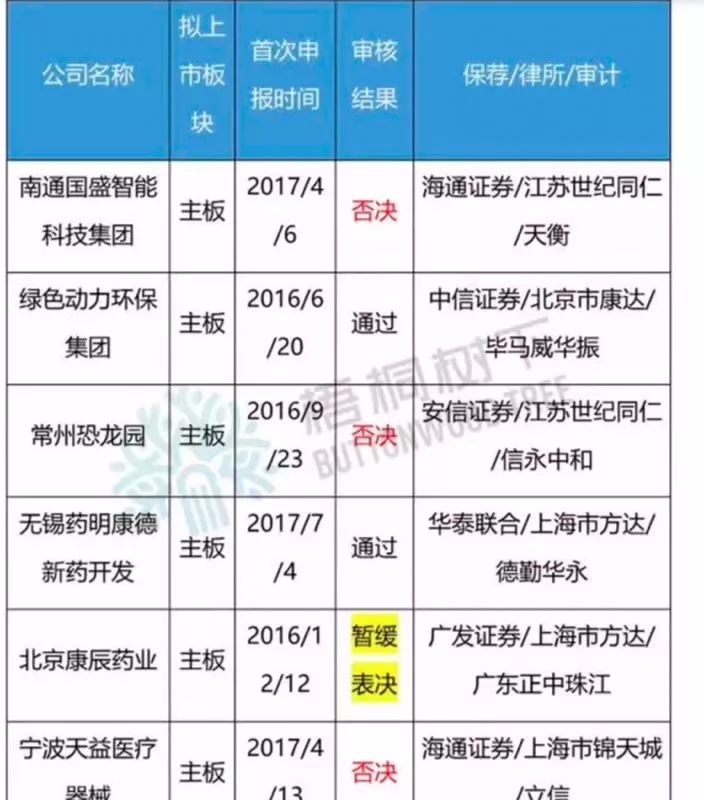 公司名称
拟上
市板
块
首次申
报时间
审核
结果
保荐/律所/审计
南通国盛智能
科技集团
主板
2017/4
/6
否决
海通证券/江苏世纪同仁
/天衡
绿色动力环保
集团
主板
2016/6
/20
通过
中信证券/北京市康达/
毕马威华振
常州恐龙园
主板
2016/9
/23
否决
安信证券/江苏世纪同仁
/信永中和
无锡药明康德
新药开发
主板
2017/7
/4
通过
华泰联合/上海市方达/
德勤华永
北京康辰药业
主板
2016/1
2/12
暂缓
表决
广发证券/上海市方达/
广东正中珠江
宁波天益医疗
器械
主板
2017/4
/13
否决
海通证券/上海市锦天城
/立信
梧桐树下
BUTTONWOOD TREE